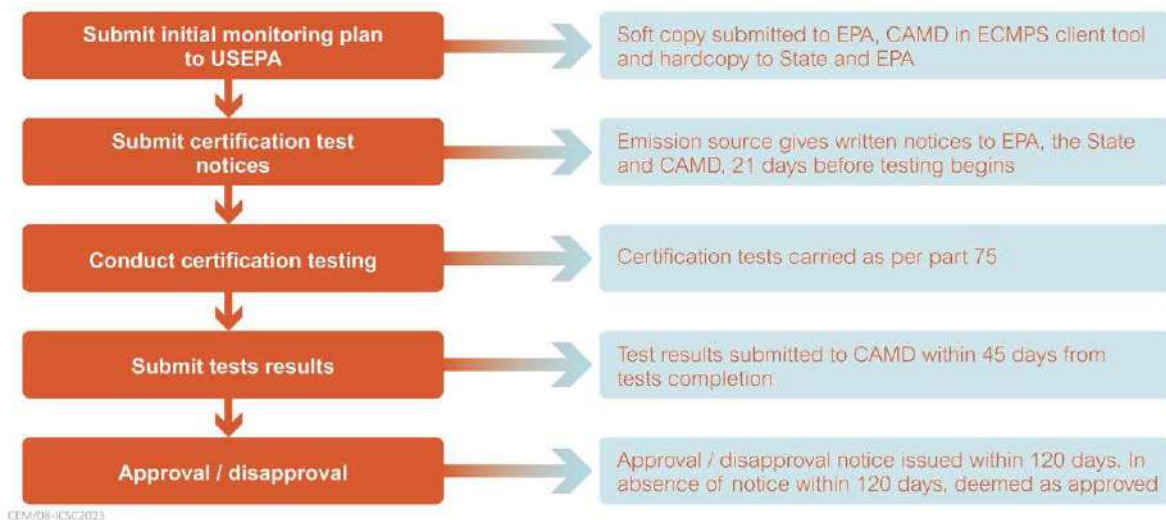 Submit initial monitoring plan
to USEPA
Soft copy submitted to EPA, CAMD in ECMPS client tool
and hardcopy to State and EPA
Submit certification test
notices
Emission source gives written notices to EPA, the State
and CAMD, 21 days before testing begins
Conduct certification testing
Certification tests carried as per part 75
Submit tests results
Test results submitted to CAMD within 45 days from
tests completion
Approval / disapproval
Approval / disapproval notice issued within 120 days. In
absence of notice within 120 days, deemed as approved
CEM/08-ICSC2023